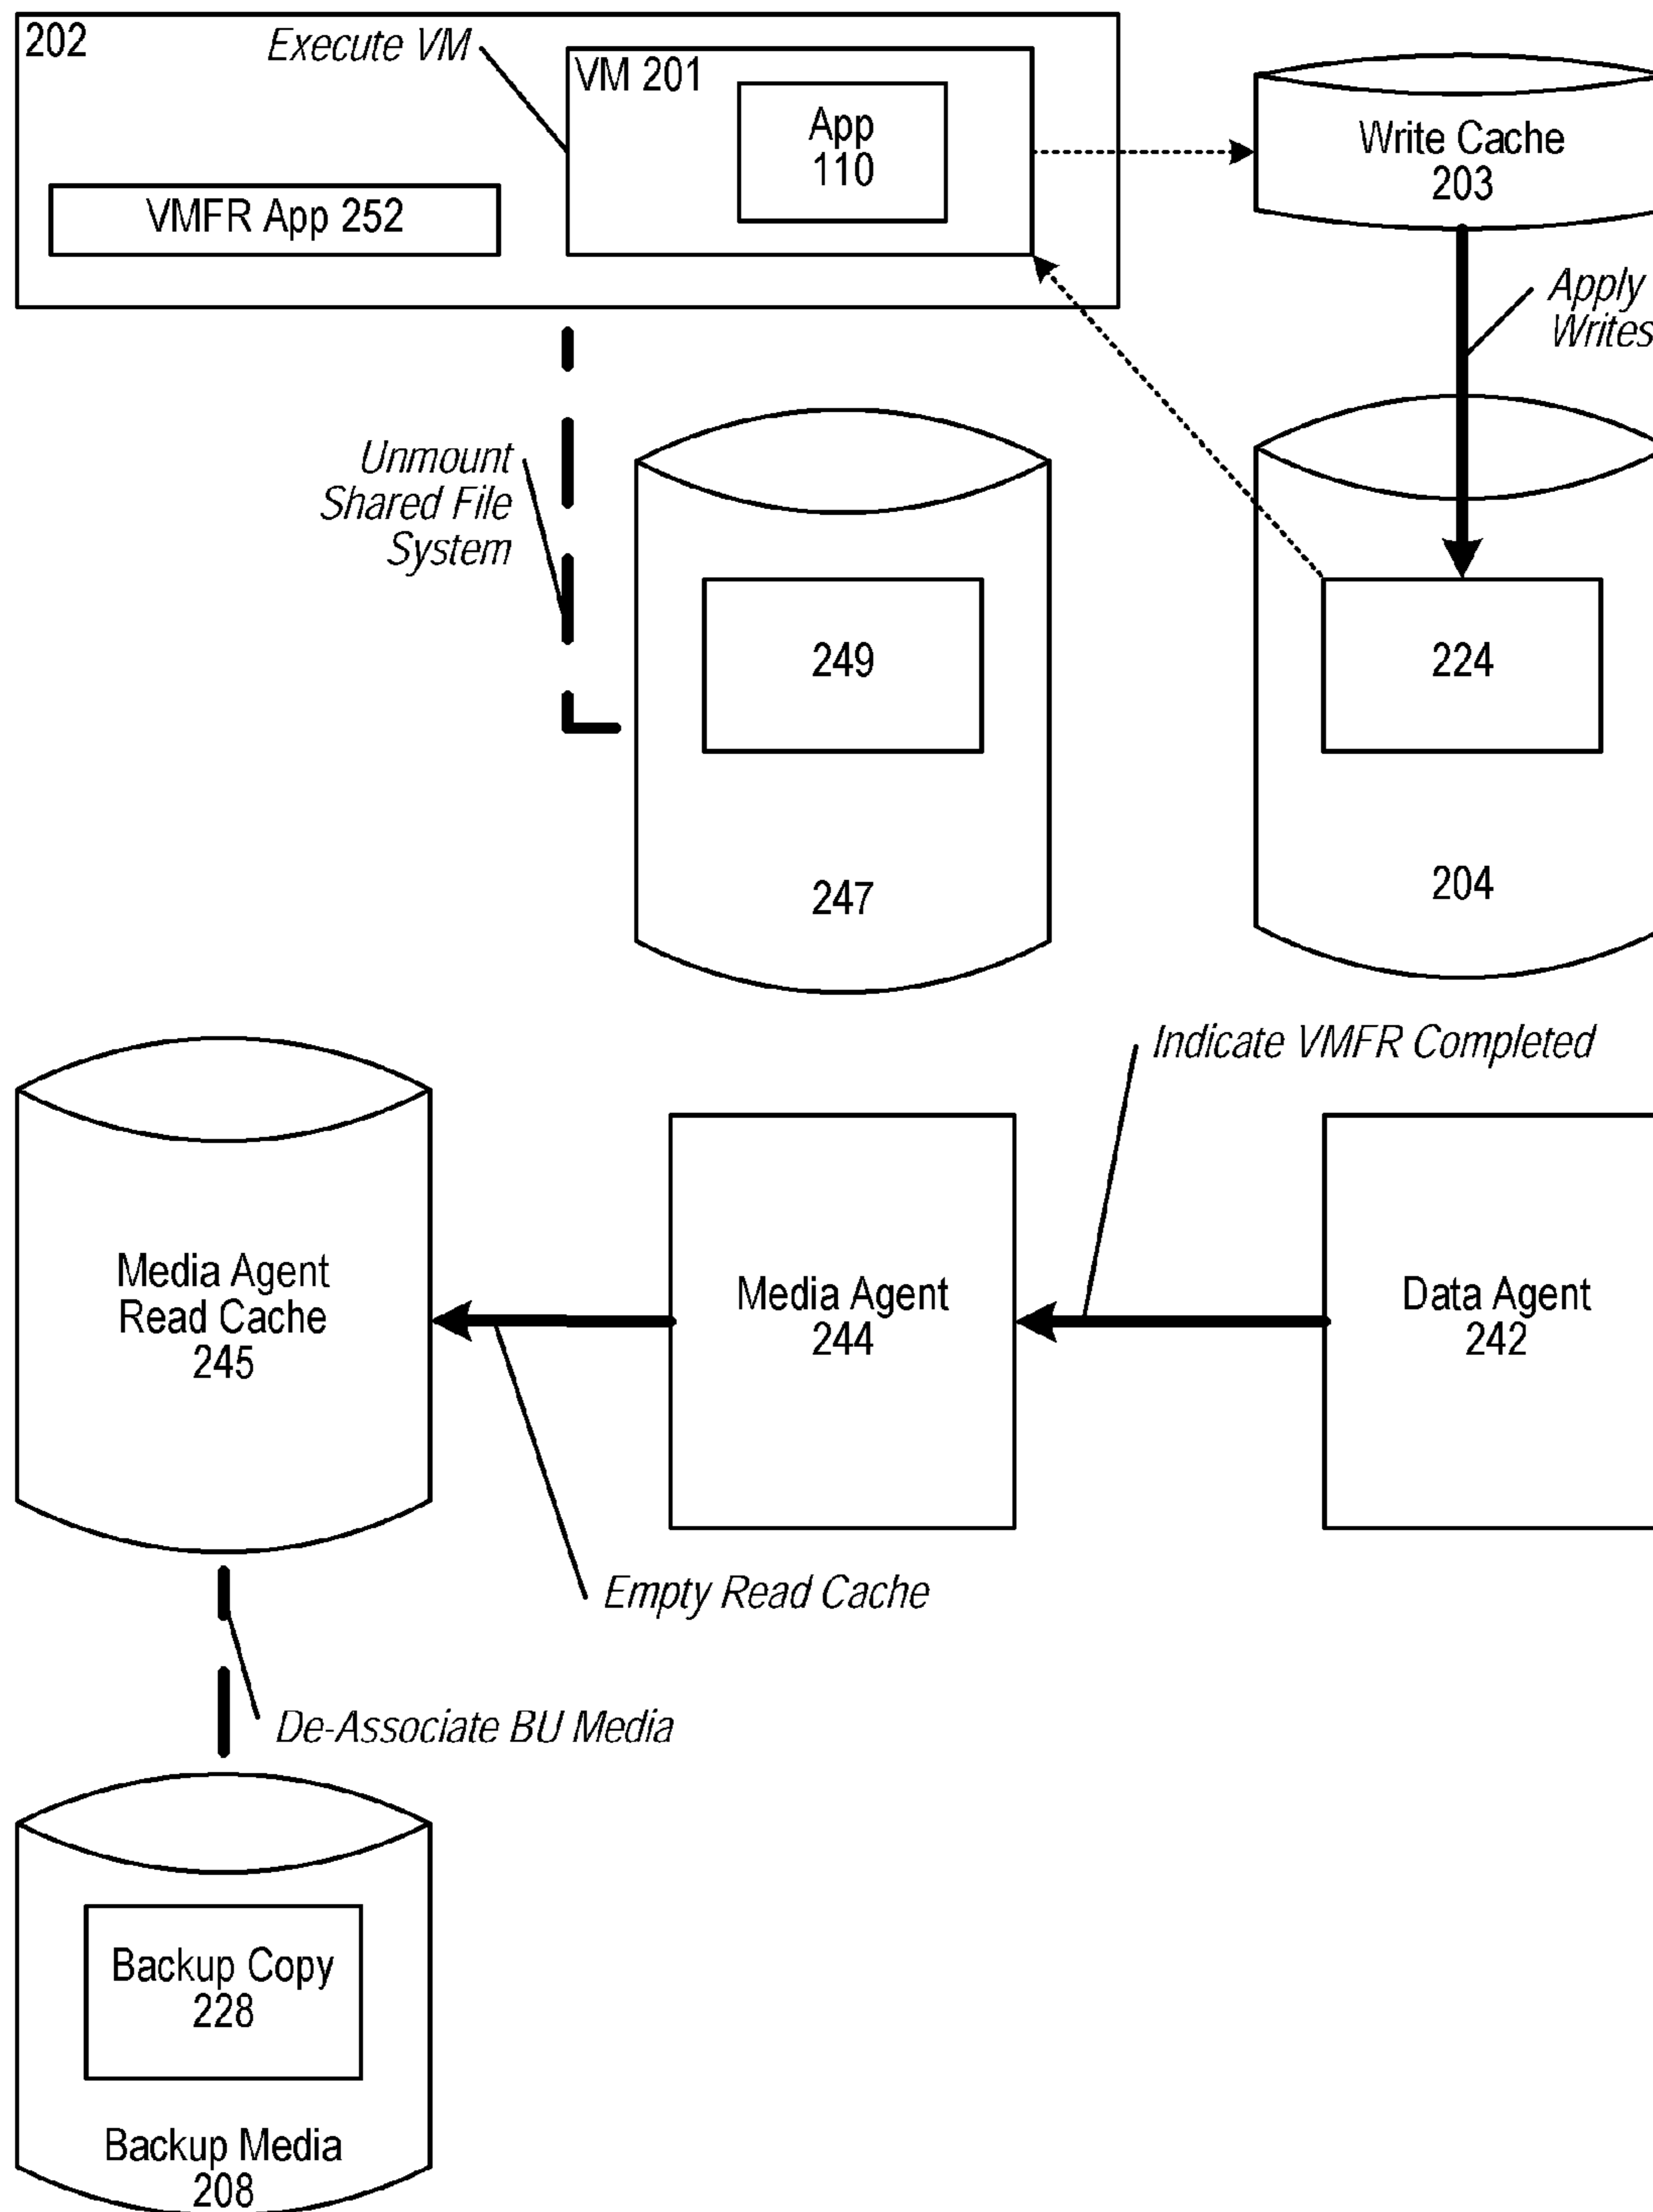 202
Execute VM
VM 201
App
110
VMFR App 252
Write Cache
203
Apply
Writes
Unmount
Shared File
System
249
247
224
204
Indicate VMFR Completed
Media Agent
Read Cache
245
Media Agent
244
Data Agent
242
Empty Read Cache
De-Associate BU Media
Backup Copy
228
Backup Media
208